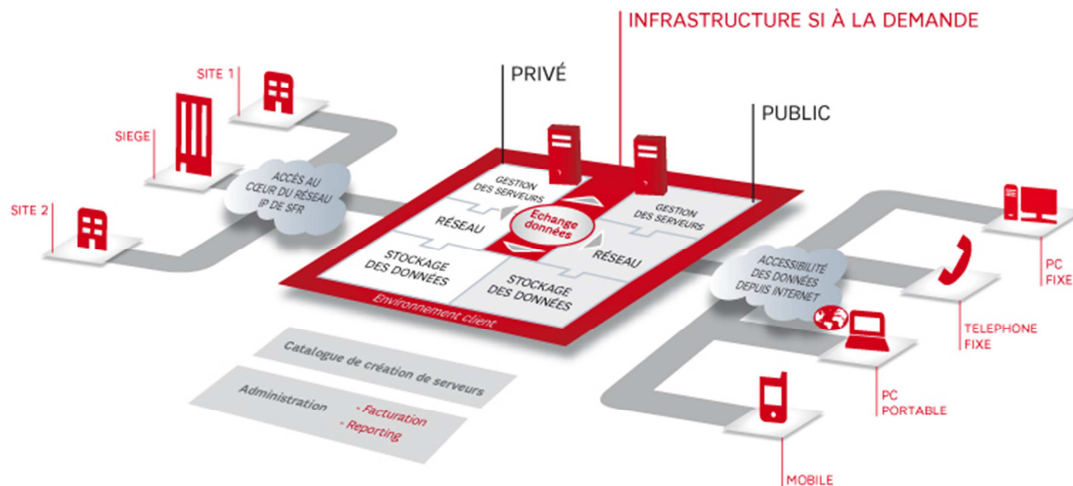 INFRASTRUCTURE SI À LA DEMANDE
PRIVÉ
PUBLIC
SITE 1
SIEGE
SITE 2
ACCÈS AU
CŒUR DU RÉSEAU
IP DE SFR
GESTION
DES SERVEURS
RÉSEAU
STOCKAGE
DES DONNÉES
Echange
données
GESTION
DES SERVEURS
RÉSEAU
STOCKAGE
DES DONNÉES
Environnement client
ACCESSIBILITÉ
DES DONNÉES
DEPUIS INTERNET
PC
FIXE
TELEPHONE
FIXE
PC
PORTABLE
MOBILE
Catalogue de création de serveurs
Administration
- Facturation
- Reporting